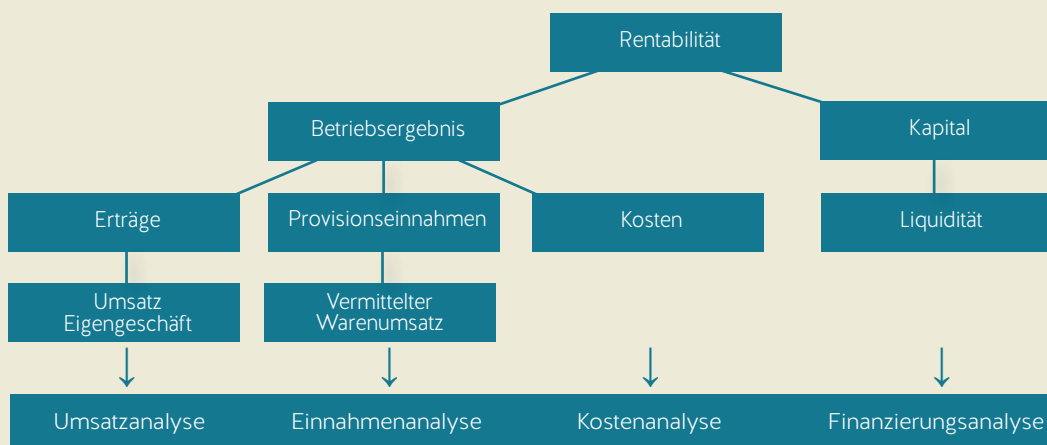 Rentabilität
Betriebsergebnis
Kapital
Erträge
Provisionseinnahmen
Kosten
Liquidität
Umsatz
Eigengeschäft
Vermittelter
Warenumsatz
Umsatzanalyse
Einnahmenanalyse
Kostenanalyse
Finanzierungsanalyse